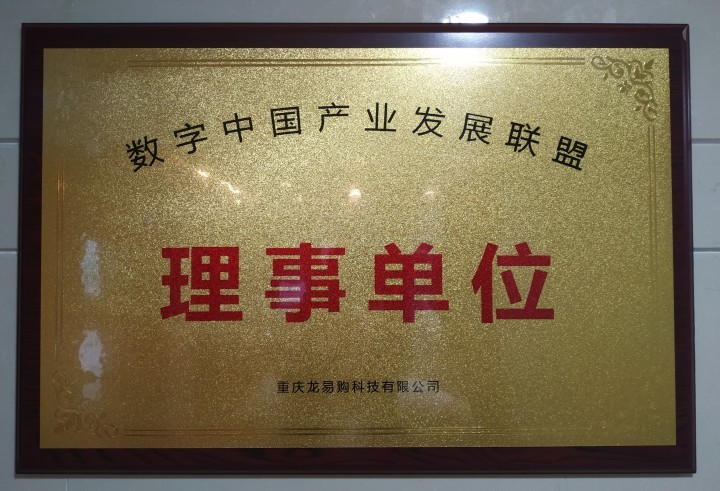 数字中国产业发展联盟
理事单位
重庆龙易购科技有限公司